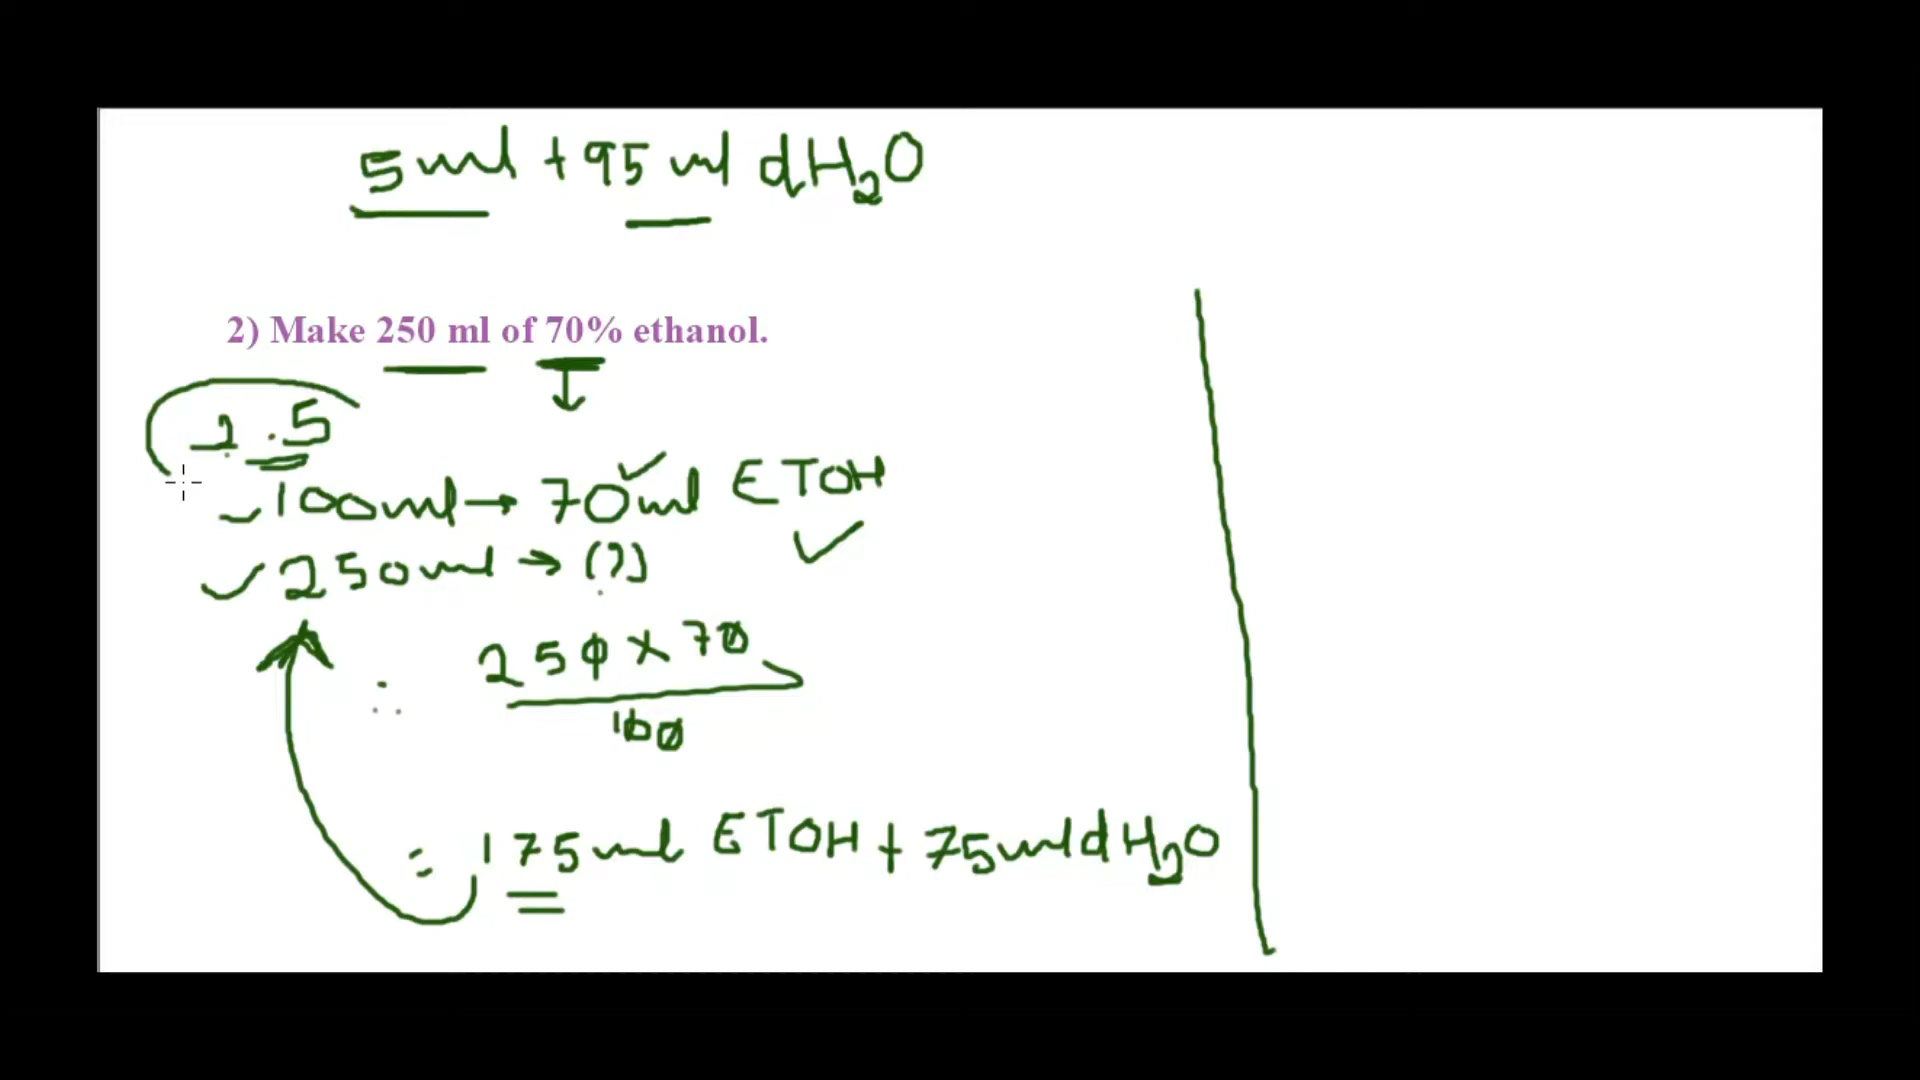 5ml + 95 ml dH₂O
2) Make 250 ml of 70% ethanol.
2.5
100ml → 70ml ETOH
250ml → (?)
∴ 250 x 70
100
= 175ml ETOH + 75ml dH₂O